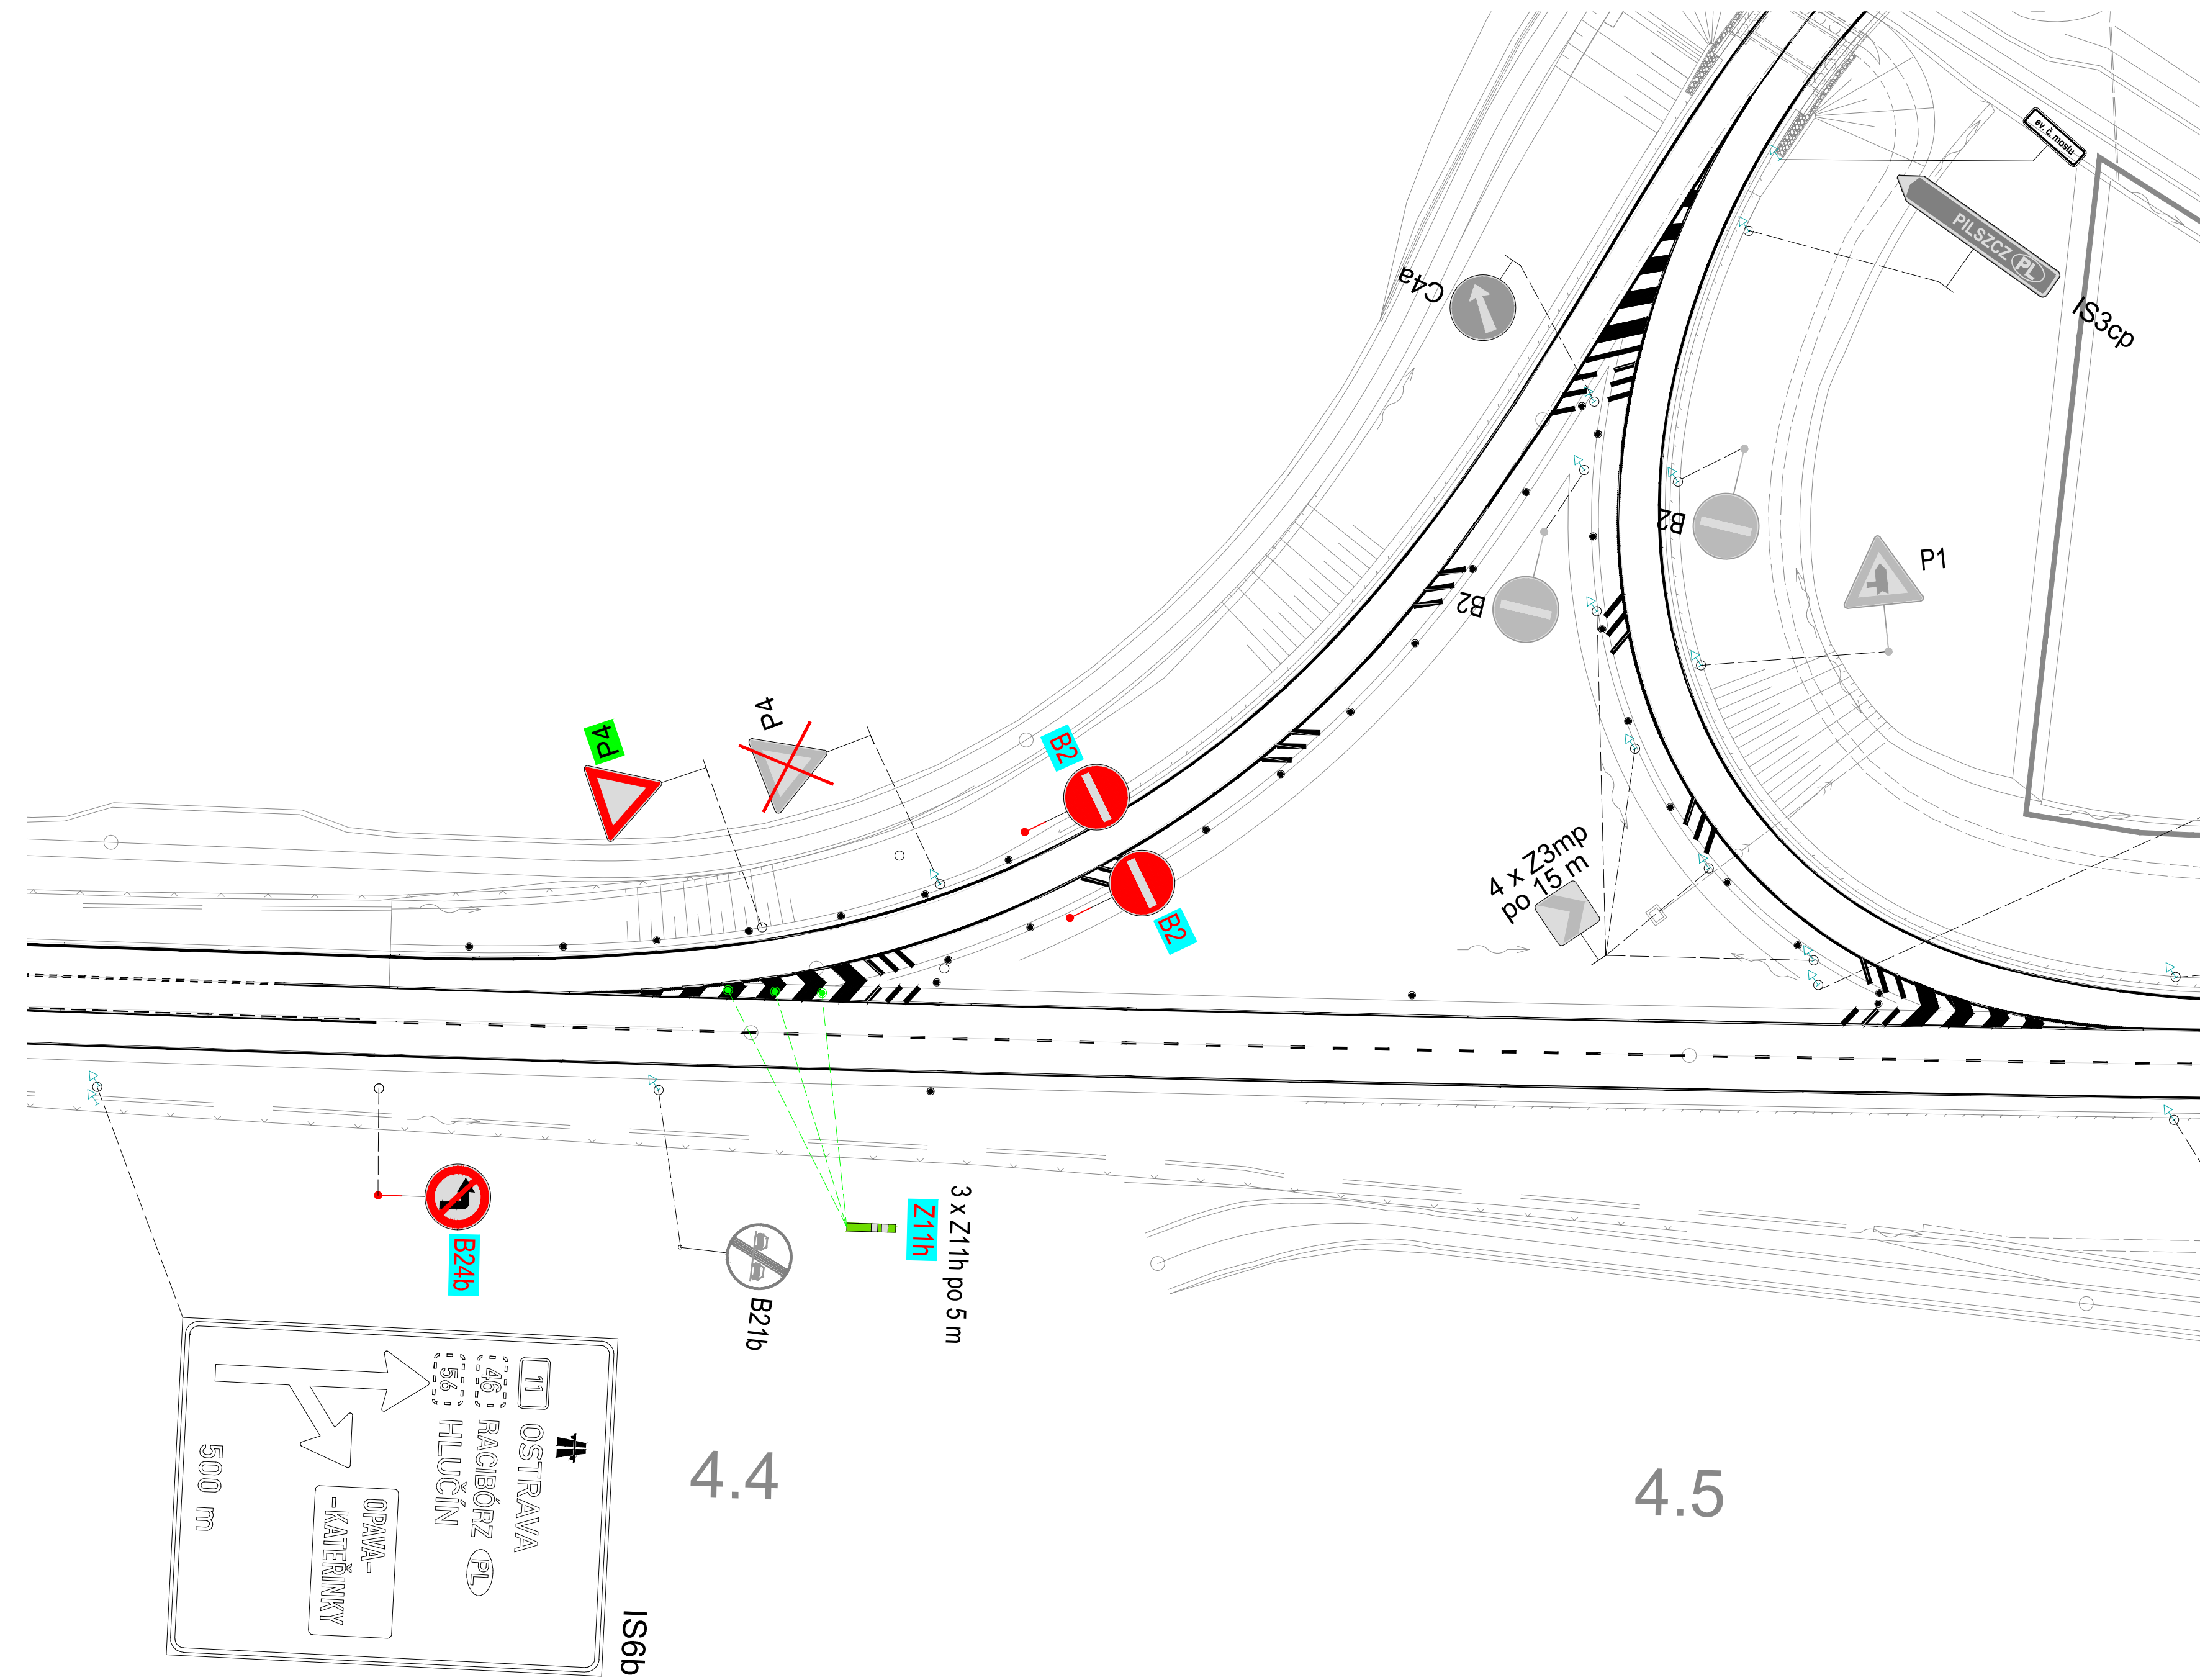 ev. č. mostu
PILSZCZ PL
IS3cp
C4a
B2
P1
B2
P4
P4
B2
B2
4 x Z3mp
po 15 m
B24b
B21b
Z11h
3 x Z11h po 5 m
11 OSTRAVA
46 RACIBÓRZ PL
56 HLUČÍN
OPAVA-
-KATEŘINKY
500 m
IS6b
4.4
4.5